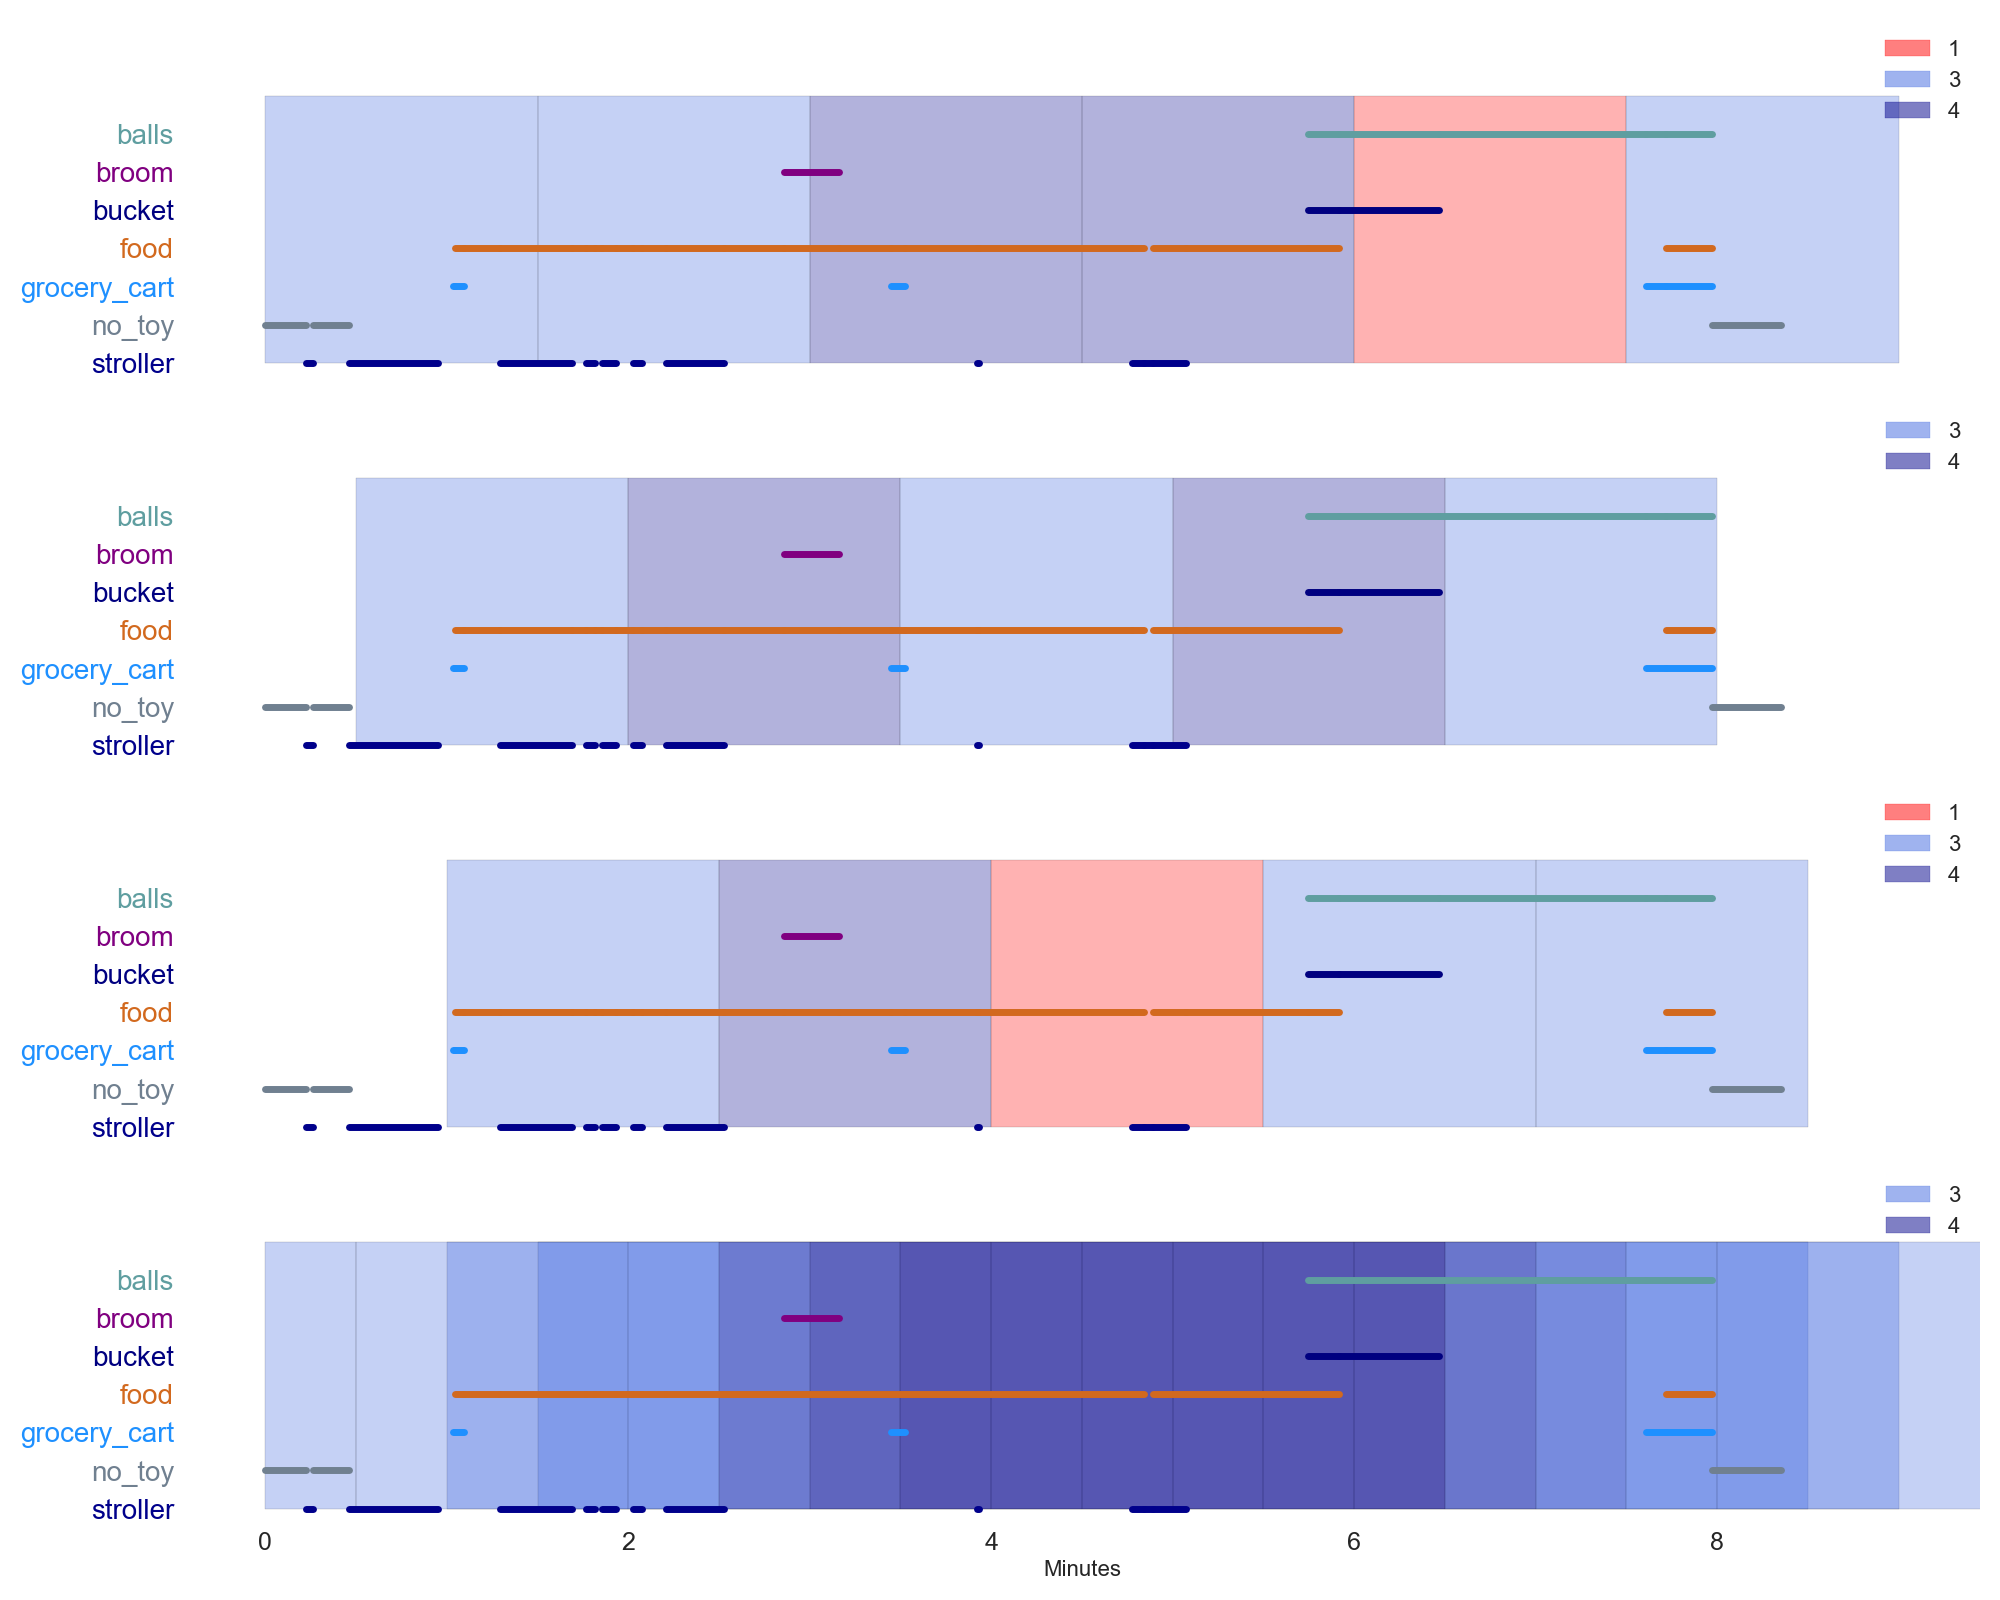 1
3
4
balls
broom
bucket
food
grocery_cart
no_toy
stroller
3
4
balls
broom
bucket
food
grocery_cart
no_toy
stroller
1
3
4
balls
broom
bucket
food
grocery_cart
no_toy
stroller
3
4
balls
broom
bucket
food
grocery_cart
no_toy
stroller
0 2 4 6 8
Minutes